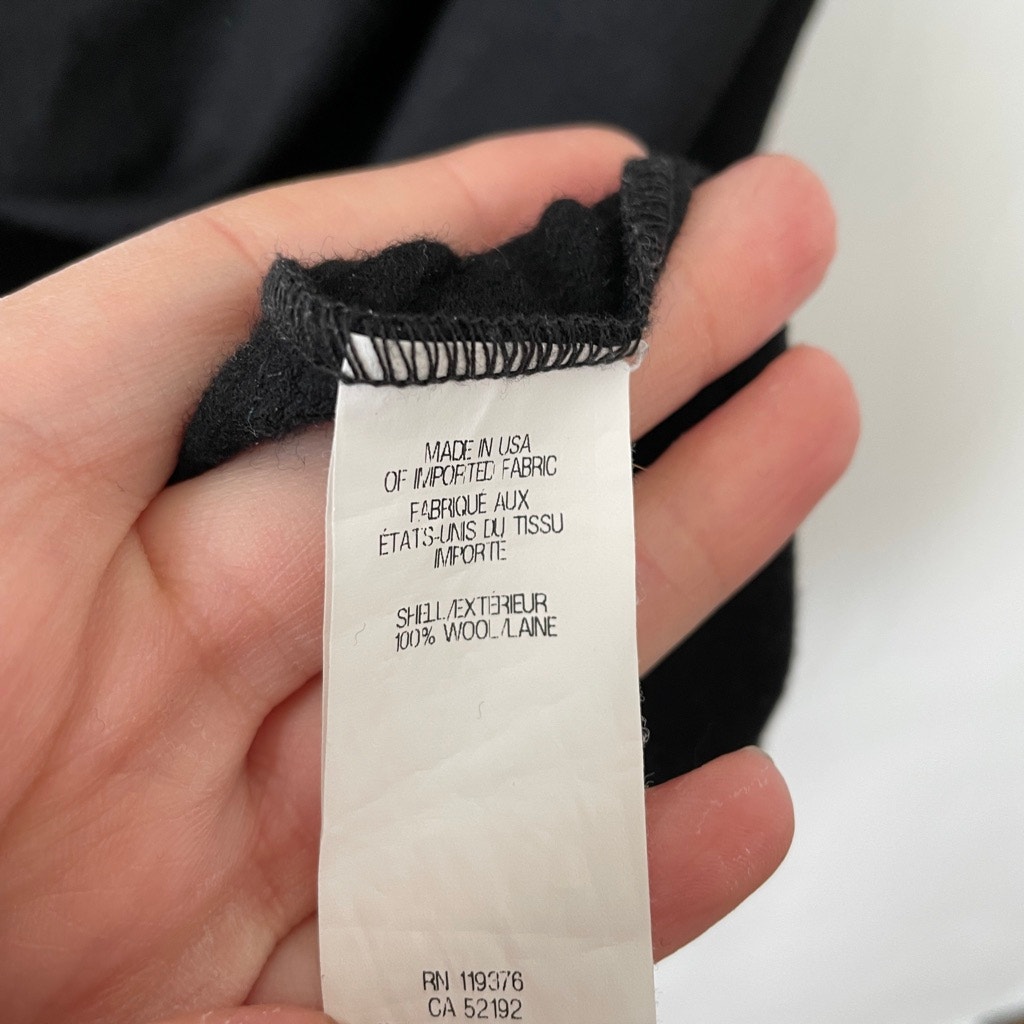 MADE IN USA
OF IMPORTED FABRIC
FABRIQUÉ AUX
ÉTATS-UNIS DU TISSU
IMPORTE
SHELL/EXTÉRIEUR
100% WOOL/LAINE
RN 119376
CA 52192